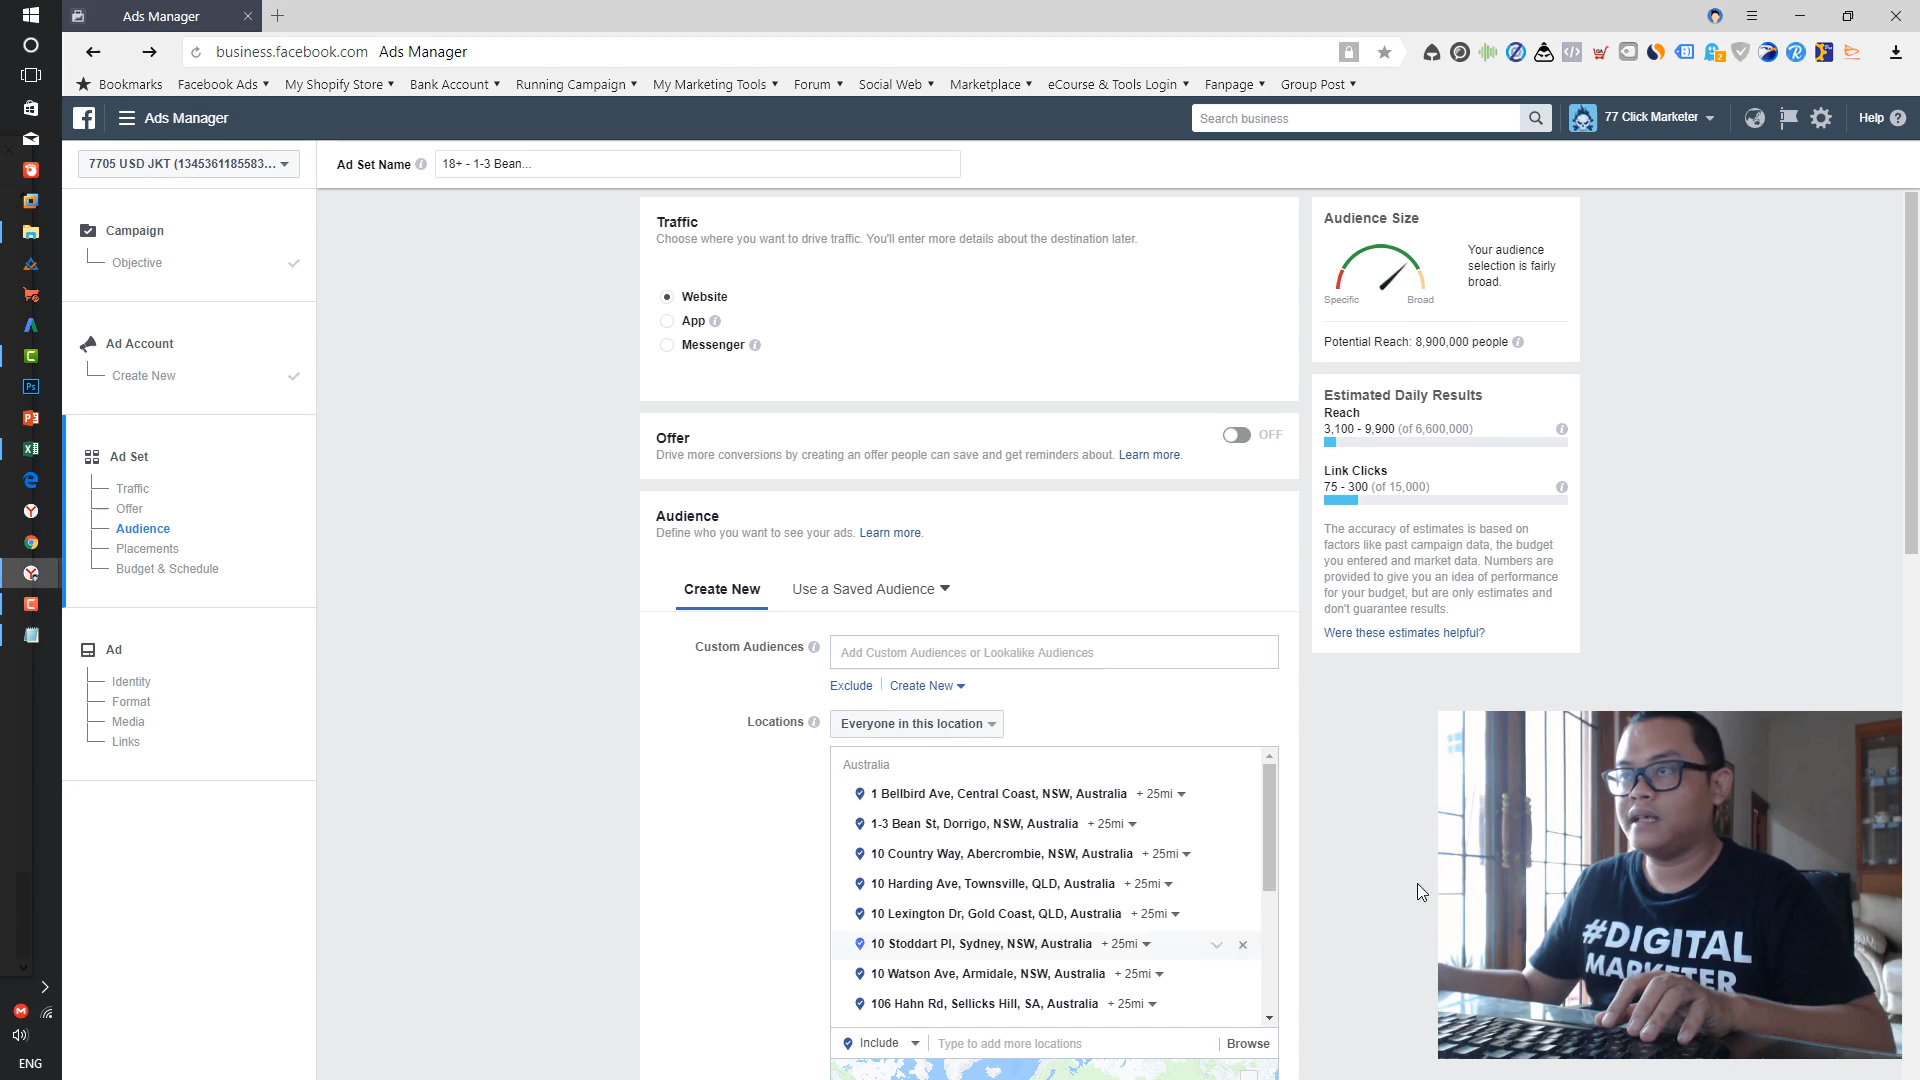 Ads Manager
business.facebook.com Ads Manager
Bookmarks Facebook Ads My Shopify Store Bank Account Running Campaign My Marketing Tools Forum Social Web Marketplace eCourse & Tools Login Fanpage Group Post
Ads Manager
Search business
77 Click Marketer
Help
7705 USD JKT (1345361185583...
Ad Set Name
18+ - 1-3 Bean...
Campaign
Objective
Ad Account
Create New
Ad Set
Traffic
Offer
Audience
Placements
Budget & Schedule
Ad
Identity
Format
Media
Links
Traffic
Choose where you want to drive traffic. You'll enter more details about the destination later.
Website
App
Messenger
Offer
OFF
Drive more conversions by creating an offer people can save and get reminders about. Learn more.
Audience
Define who you want to see your ads. Learn more.
Create New
Use a Saved Audience
Custom Audiences
Add Custom Audiences or Lookalike Audiences
Exclude
Create New
Locations
Everyone in this location
Australia
1 Bellbird Ave, Central Coast, NSW, Australia + 25mi
1-3 Bean St, Dorrigo, NSW, Australia + 25mi
10 Country Way, Abercrombie, NSW, Australia + 25mi
10 Harding Ave, Townsville, QLD, Australia + 25mi
10 Lexington Dr, Gold Coast, QLD, Australia + 25mi
10 Stoddart Pl, Sydney, NSW, Australia + 25mi
10 Watson Ave, Armidale, NSW, Australia + 25mi
106 Hahn Rd, Sellicks Hill, SA, Australia + 25mi
Include
Type to add more locations
Browse
Audience Size
Your audience
selection is fairly
broad.
Specific
Broad
Potential Reach: 8,900,000 people
Estimated Daily Results
Reach
3,100 - 9,900 (of 6,600,000)
Link Clicks
75 - 300 (of 15,000)
The accuracy of estimates is based on
factors like past campaign data, the budget
you entered and market data. Numbers are
provided to give you an idea of performance
for your budget, but are only estimates and
don't guarantee results.
Were these estimates helpful?
#DIGITAL
MARKETER
ENG